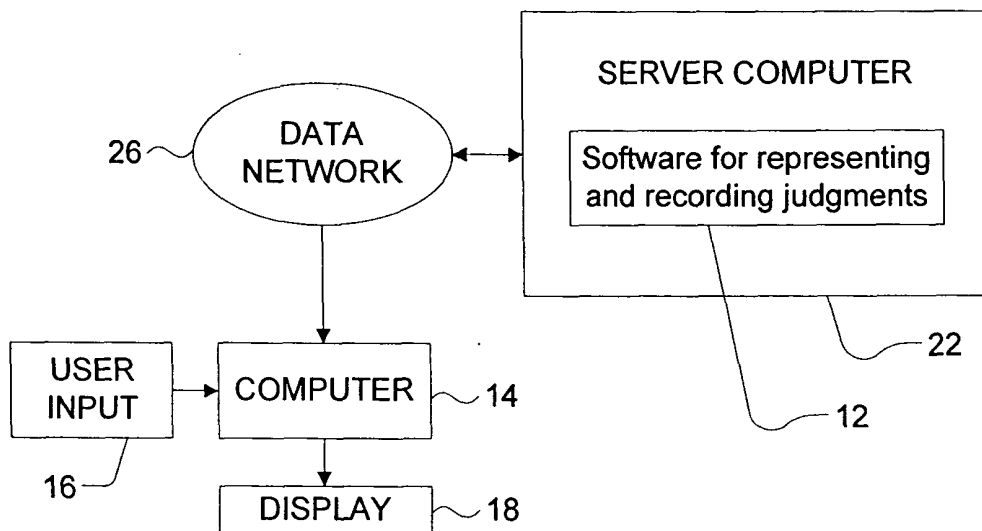 SERVER COMPUTER
DATA
NETWORK
26
Software for representing
and recording judgments
USER
INPUT
COMPUTER
14
22
12
16
DISPLAY
18